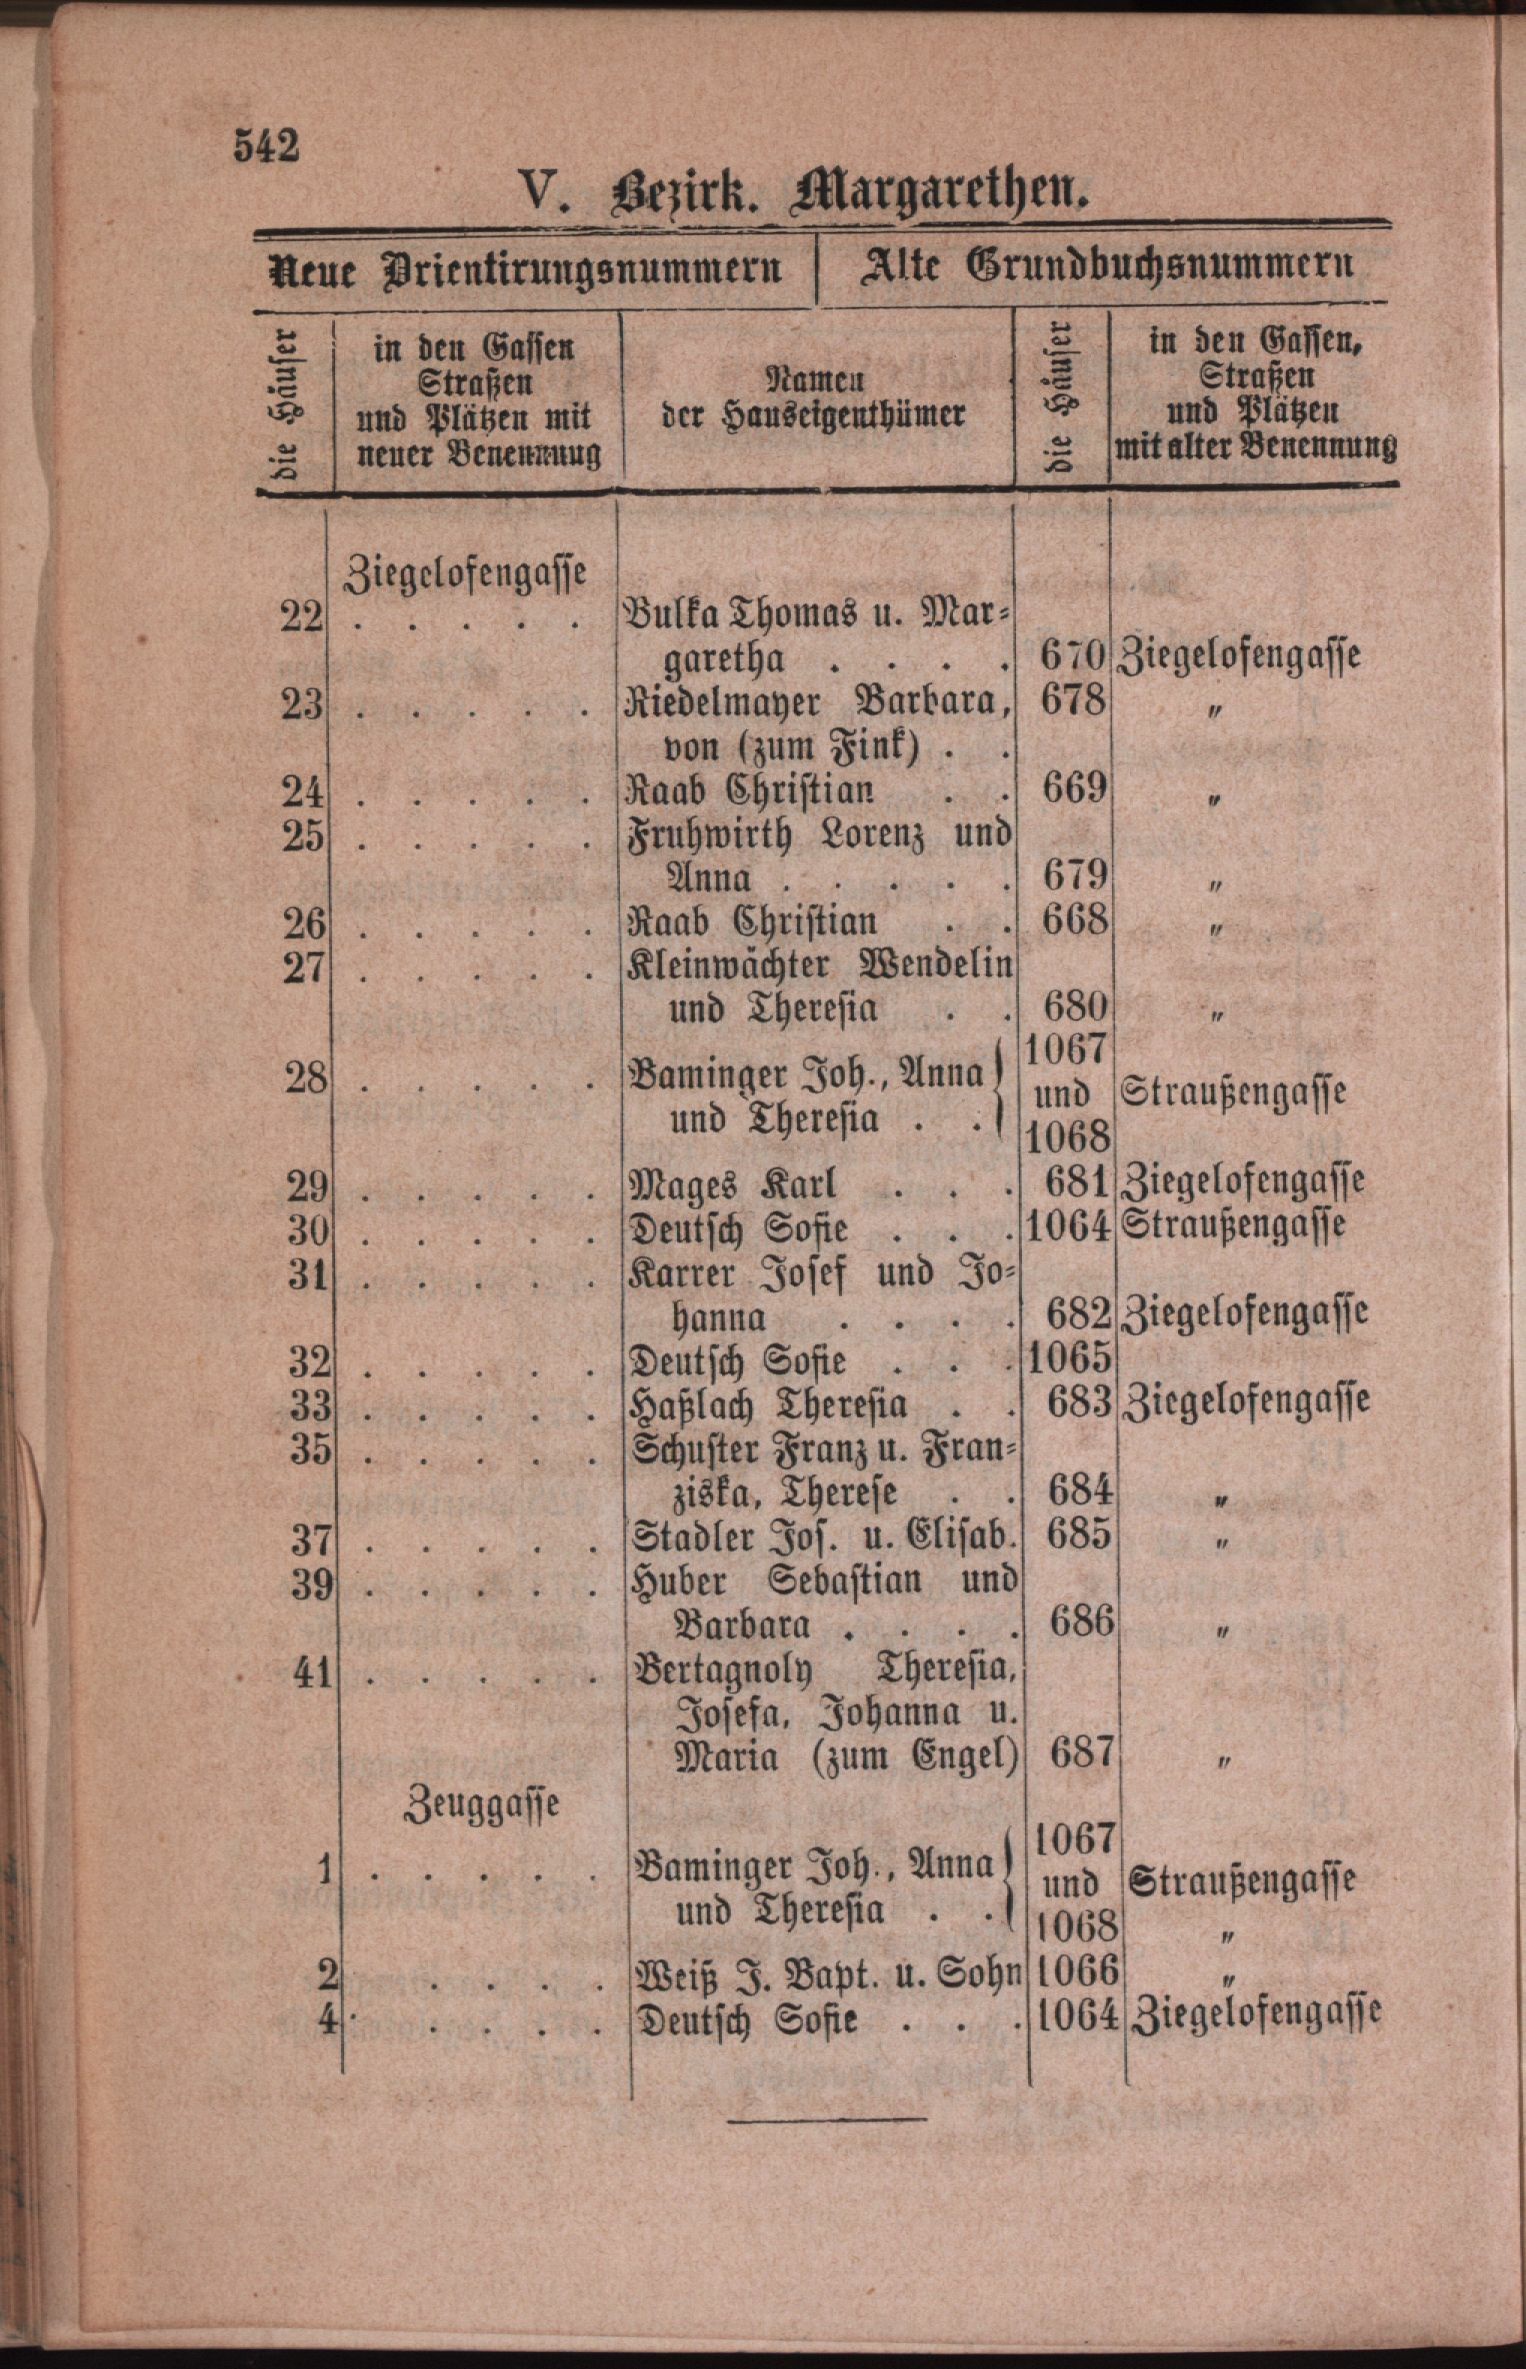 542
V. Bezirk. Margarethen.
Neue Orientirungsnummern Alte Grundbuchsnummern
die Häuser
in den Gassen
Straßen
und Plätzen mit
neuer Benennung
Namen
der Hauseigenthümer
die Häuser
in den Gassen,
Straßen
und Plätzen
mit alter Benennung
Ziegelofengasse
22 . . . . . Bulka Thomas u. Mar-
garetha . . . . 670 Ziegelofengasse
23 . . . . . Riedelmayer Barbara, 678 „
von (zum Fink) . .
24 . . . . . Raab Christian . . 669 „
25 . . . . . Fruhwirth Lorenz und
Anna . . . . . 679 „
26 . . . . . Raab Christian . . 668 „
27 . . . . . Kleinwächter Wendelin
und Theresia . . 680 „
1067
28 . . . . . Baminger Joh., Anna
und Straußengasse
und Theresia . .
1068
29 . . . . . Mages Karl . . . 681 Ziegelofengasse
30 . . . . . Deutsch Sofie . . . 1064 Straußengasse
31 . . . . . Karrer Josef und Jo-
hanna . . . . 682 Ziegelofengasse
32 . . . . . Deutsch Sofie . . . 1065
33 . . . . . Haßlach Theresia . . 683 Ziegelofengasse
35 . . . . . Schuster Franz u. Fran-
ziska, Therese . . 684 „
37 . . . . . Stadler Jos. u. Elisab. 685 „
39 . . . . . Huber Sebastian und
Barbara . . . . 686 „
41 . . . . . Bertagnoly Theresia,
Josefa, Johanna u.
Maria (zum Engel) 687 „
Zeuggasse
1067
1 . . . . . Baminger Joh., Anna
und Straußengasse
und Theresia . .
1068 „
2 . . . . Weiß J. Bapt. u. Sohn 1066 „
4 . . . . . Deutsch Sofie . . . 1064 Ziegelofengasse